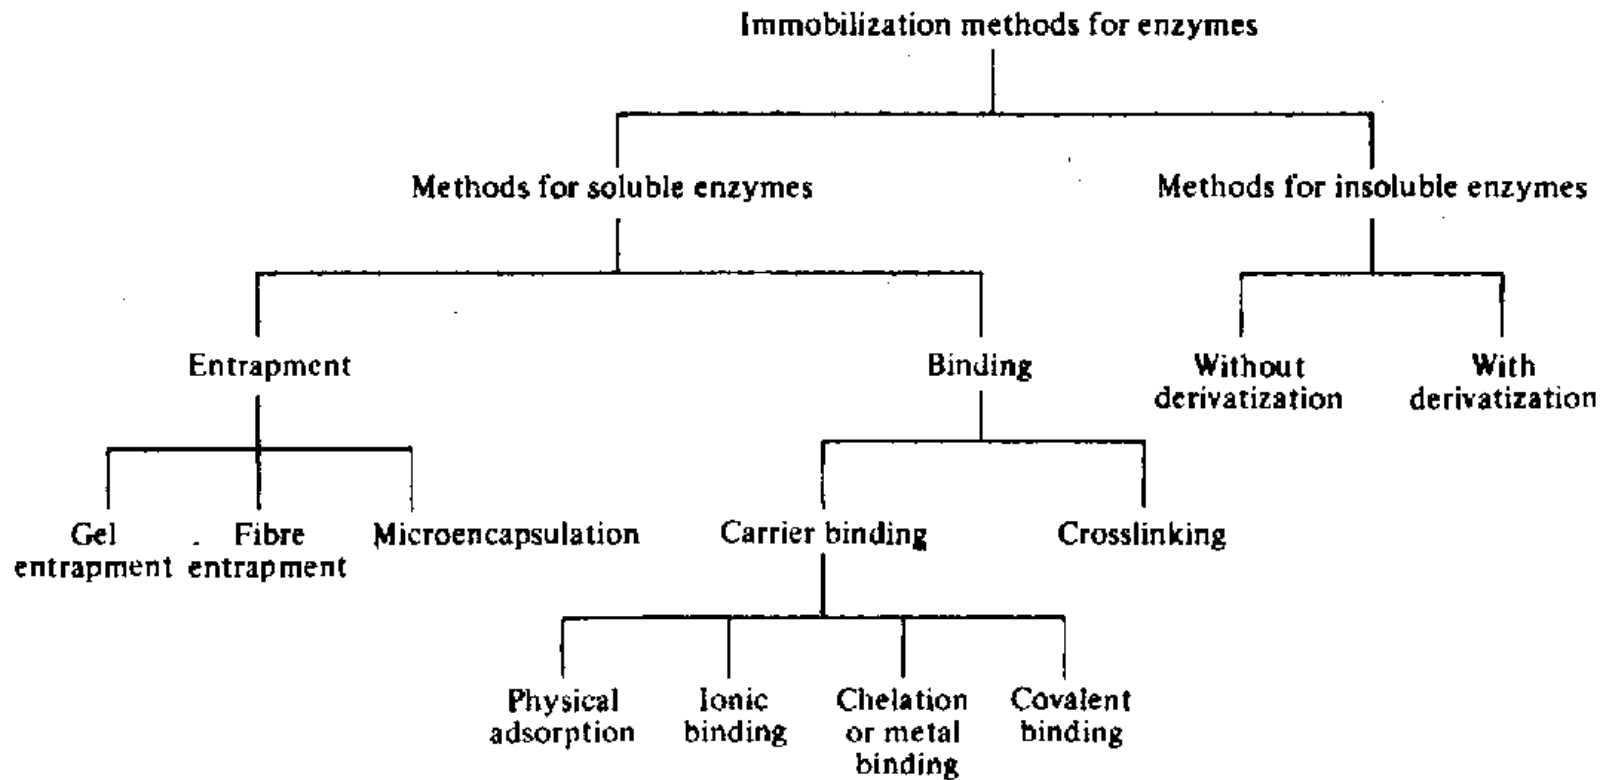 Immobilization methods for enzymes
Methods for soluble enzymes
Methods for insoluble enzymes
Entrapment
Binding
Without
derivatization
With
derivatization
Gel
entrapment
Fibre
entrapment
Microencapsulation
Carrier binding
Crosslinking
Physical
adsorption
Ionic
binding
Chelation
or metal
binding
Covalent
binding